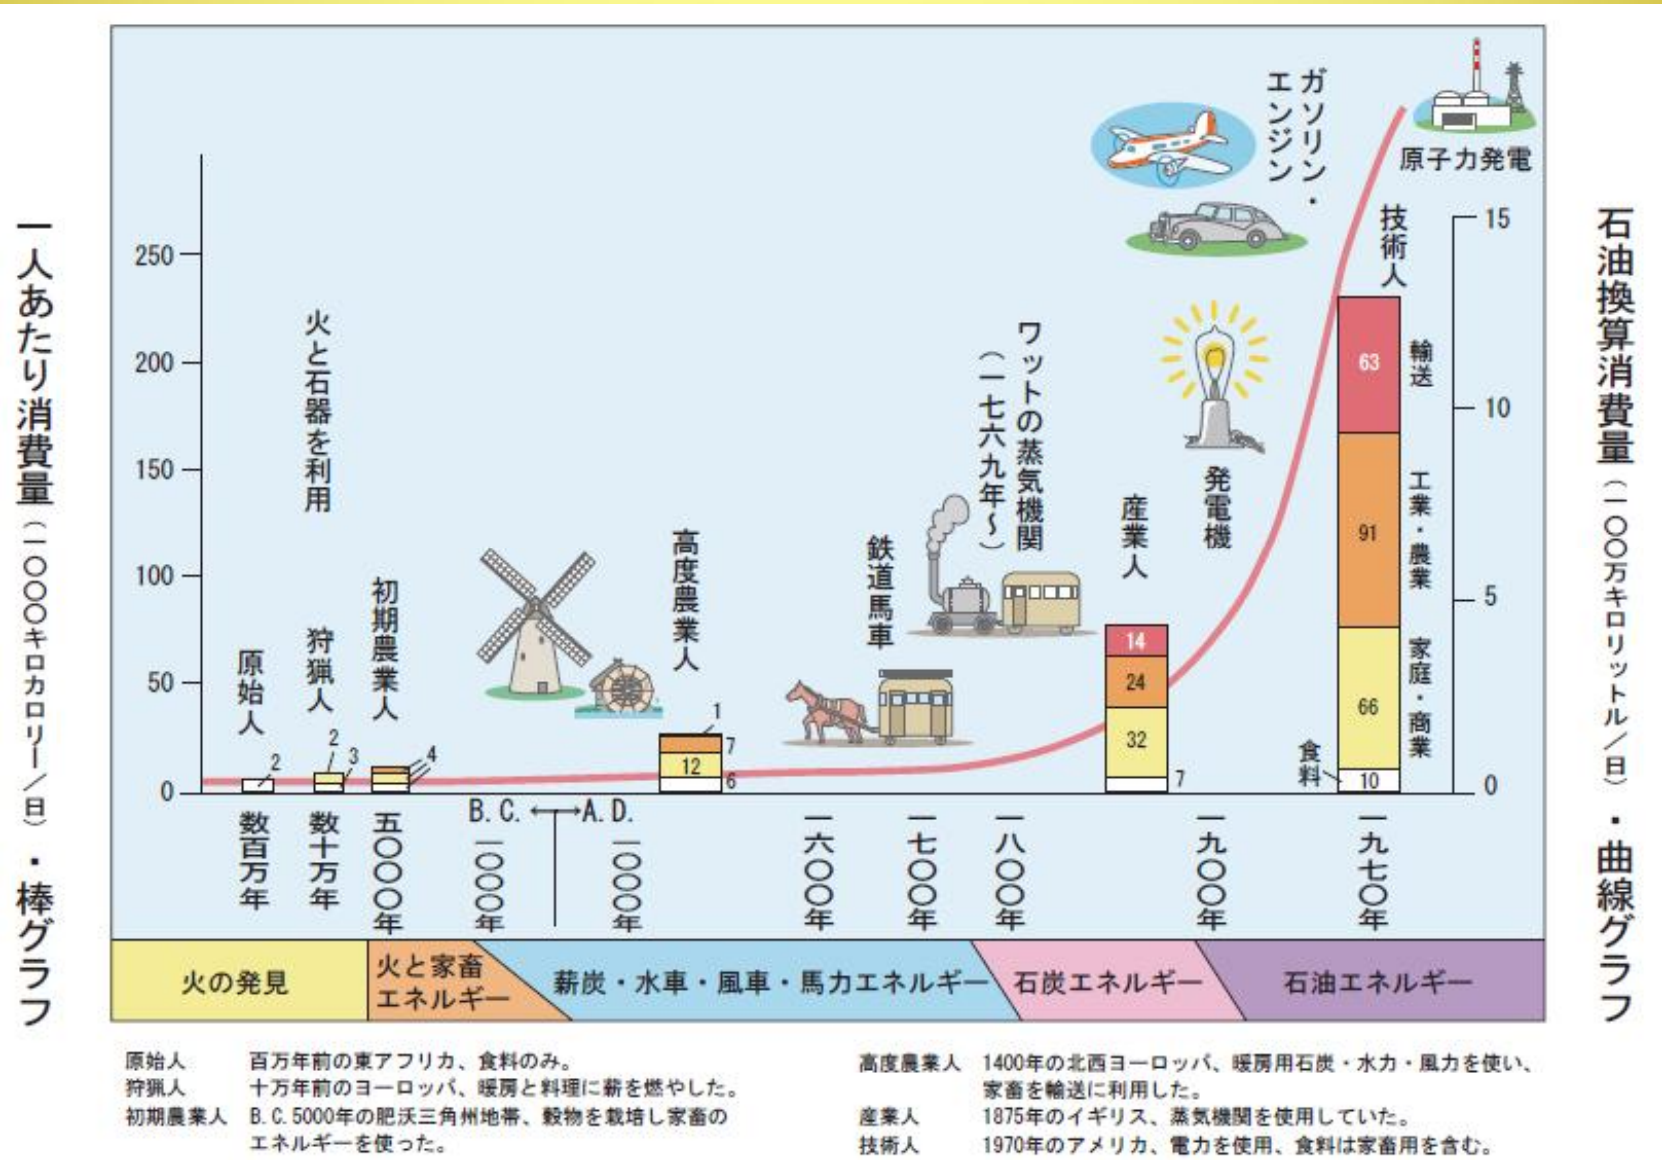 一人あたり消費量(一〇〇〇キロカロリー/日)・棒グラフ
250
200
150
100
50
0
火と石器を利用
原始人
2
狩猟人
2
3
初期農業人
4
高度農業人
1
7
12
6
鉄道馬車
ワットの蒸気機関
(一七六九年~)
産業人
14
24
32
7
発電機
ガソリン・
エンジン
原子力発電
技術人
63
輸送
91
工業・農業
66
家庭・商業
食料
10
15
10
5
0
石油換算消費量(一〇〇万キロリットル/日)・曲線グラフ
B.C. ←→ A.D.
数百万年
数十万年
五〇〇〇年
一〇〇〇年
一〇〇〇年
一六〇〇年
一七〇〇年
一八〇〇年
一九〇〇年
一九七〇年
火の発見
火と家畜
エネルギー
薪炭・水車・風車・馬力エネルギー
石炭エネルギー
石油エネルギー
原始人 百万年前の東アフリカ、食料のみ。
狩猟人 十万年前のヨーロッパ、暖房と料理に薪を燃やした。
初期農業人 B.C.5000年の肥沃三角州地帯、穀物を栽培し家畜の
エネルギーを使った。
高度農業人 1400年の北西ヨーロッパ、暖房用石炭・水力・風力を使い、
家畜を輸送に利用した。
産業人 1875年のイギリス、蒸気機関を使用していた。
技術人 1970年のアメリカ、電力を使用、食料は家畜用を含む。